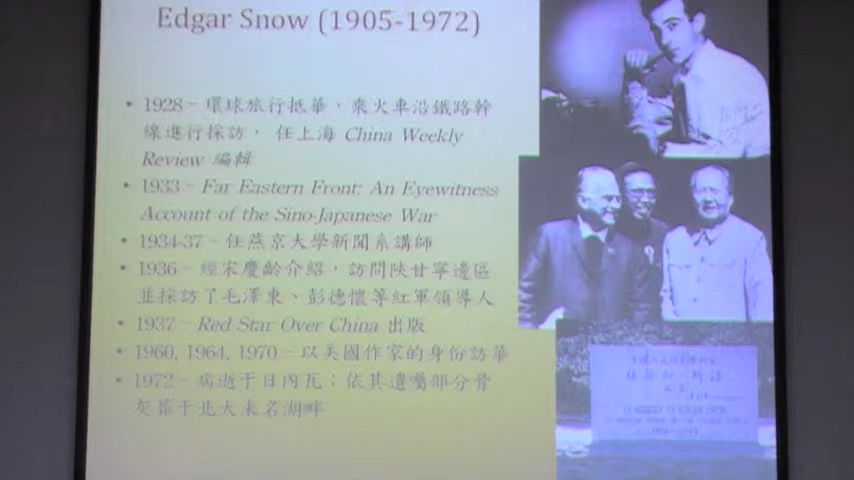 Edgar Snow (1905-1972)
• 1928 - 環球旅行抵華，乘火車沿鐵路幹
線進行採訪， 任上海 China Weekly
Review 編輯
• 1933 - Far Eastern Front: An Eyewitness
Account of the Sino-Japanese War
• 1934-37 - 任燕京大學新聞系講師
• 1936 - 經宋慶齡介紹，訪問陝甘寧邊區
並採訪了毛澤東、彭德懷等紅軍領導人
• 1937 - Red Star Over China 出版
• 1960, 1964, 1970 - 以美國作家的身份訪華
• 1972 - 病逝于日內瓦；依其遺囑部分骨
灰葬于北大未名湖畔
IN MEMORY OF EDGAR SNOW